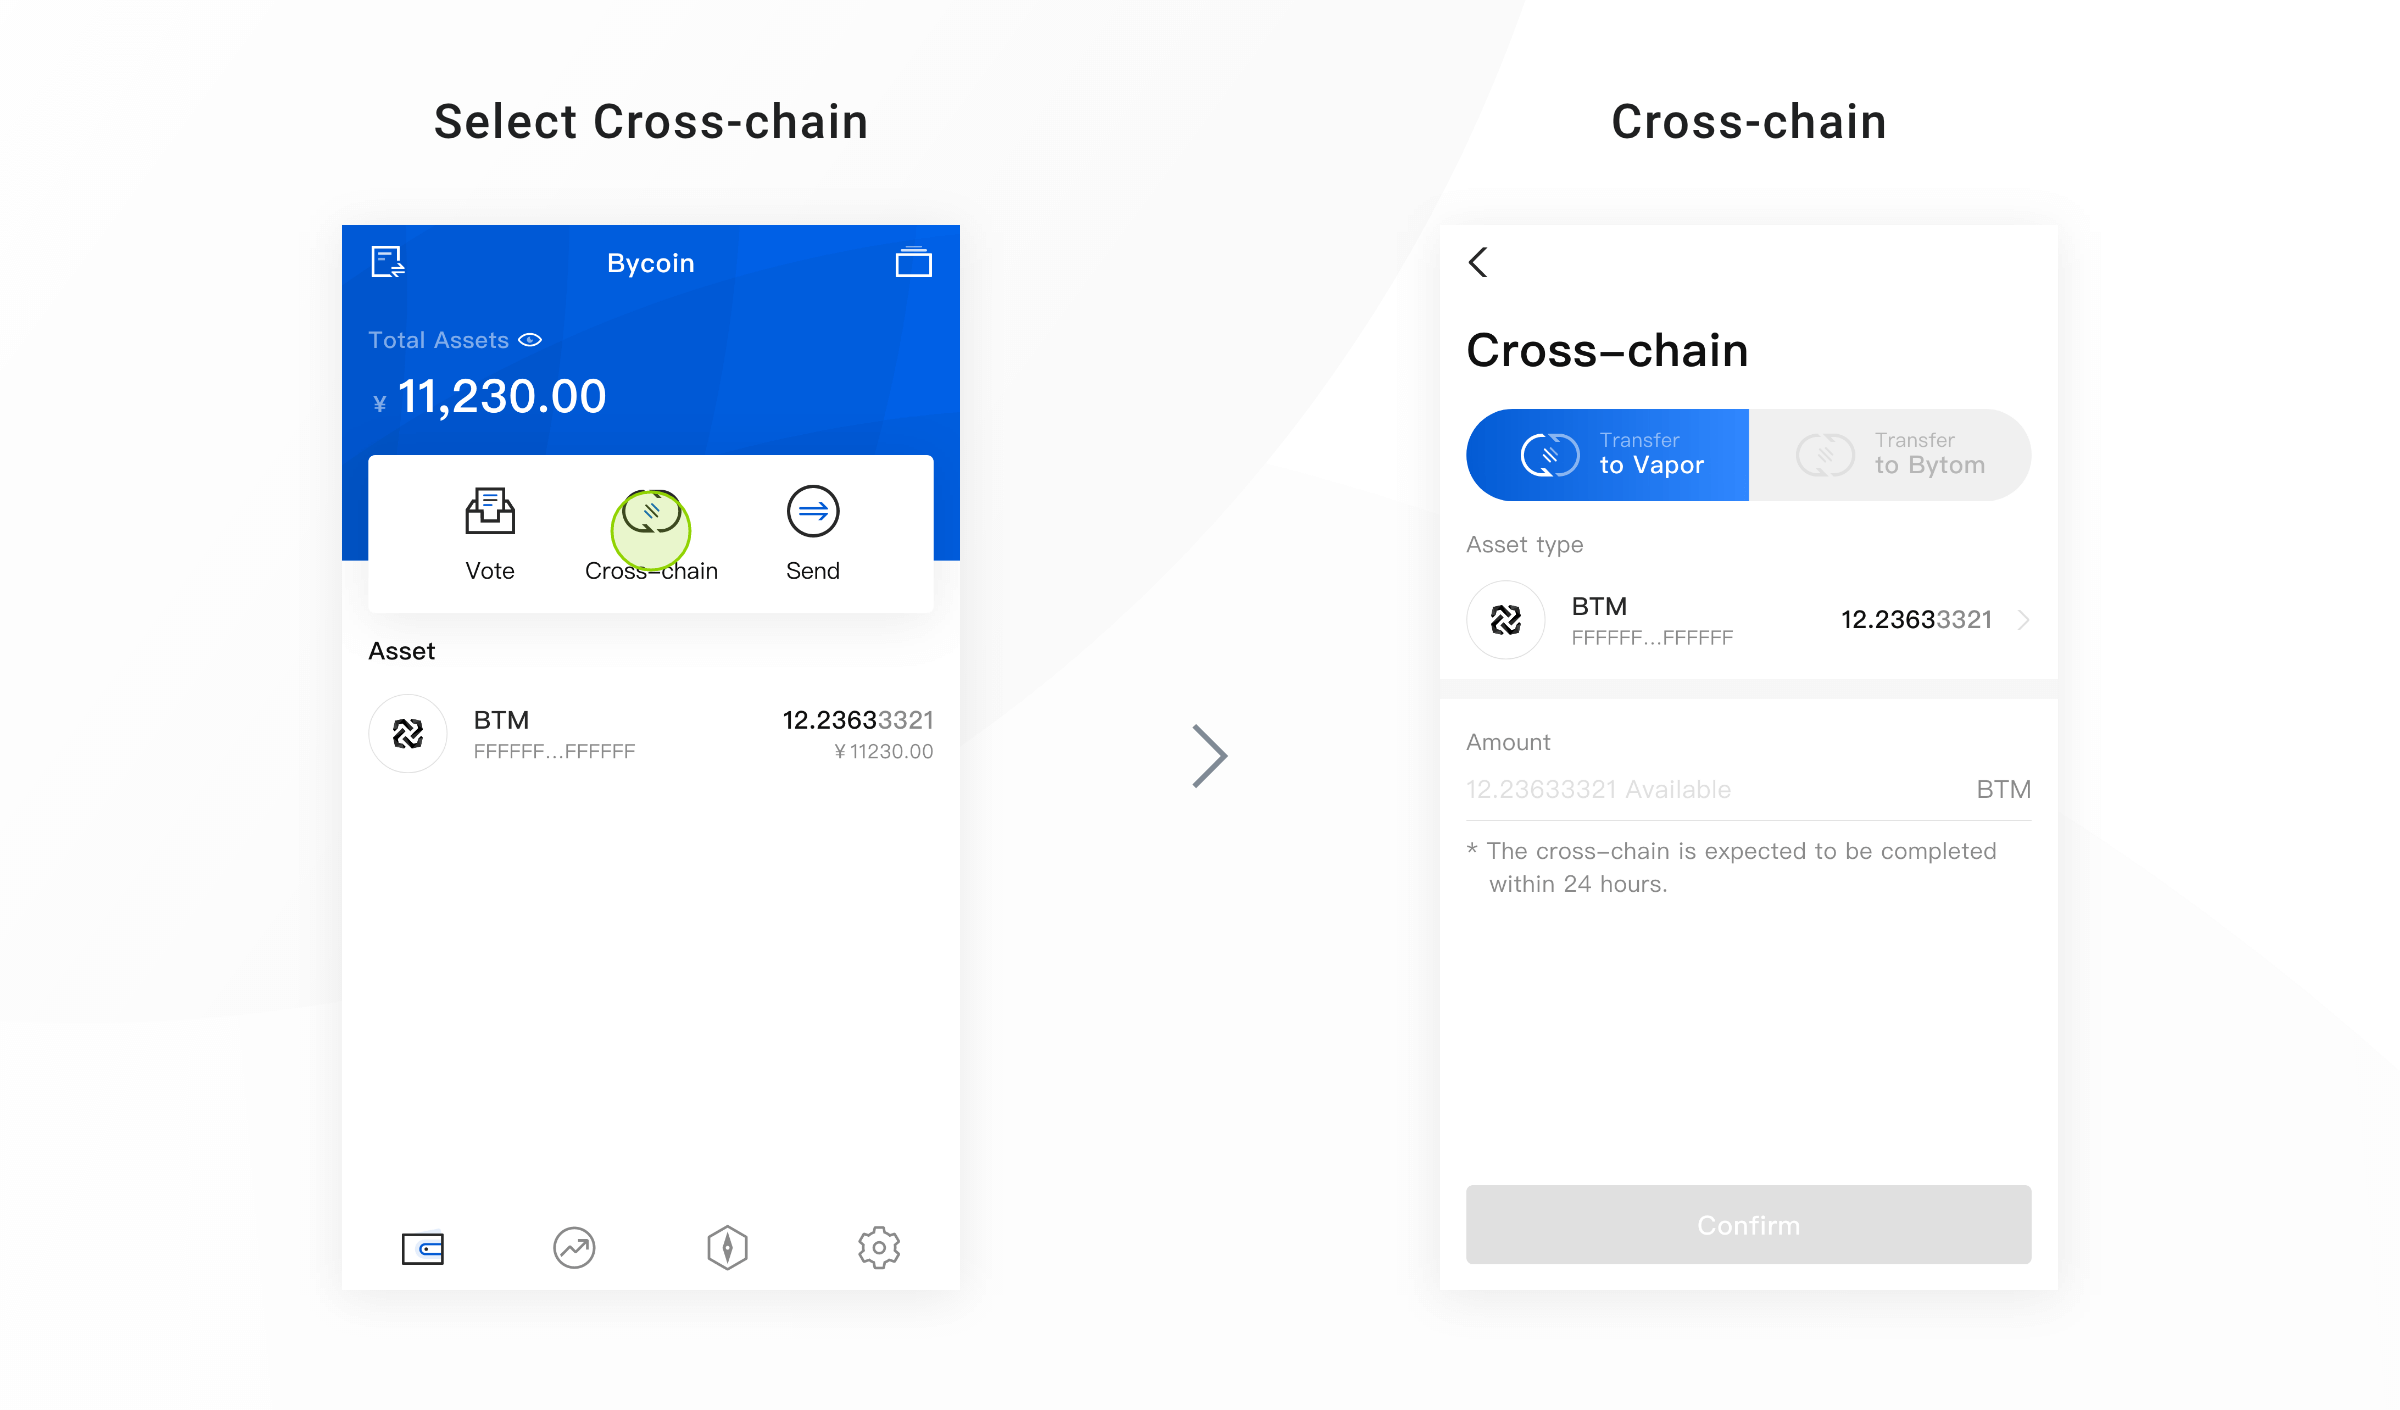 Select Cross-chain
Bycoin
Total Assets
¥ 11,230.00
Vote
Cross-chain
Send
Asset
BTM
12.23633321
FFFFFF...FFFFFF
¥ 11230.00
Cross-chain
Cross-chain
Transfer
to Vapor
Transfer
to Bytom
Asset type
BTM
FFFFFF...FFFFFF
12.23633321
Amount
12.23633321 Available
BTM
* The cross-chain is expected to be completed
within 24 hours.
Confirm